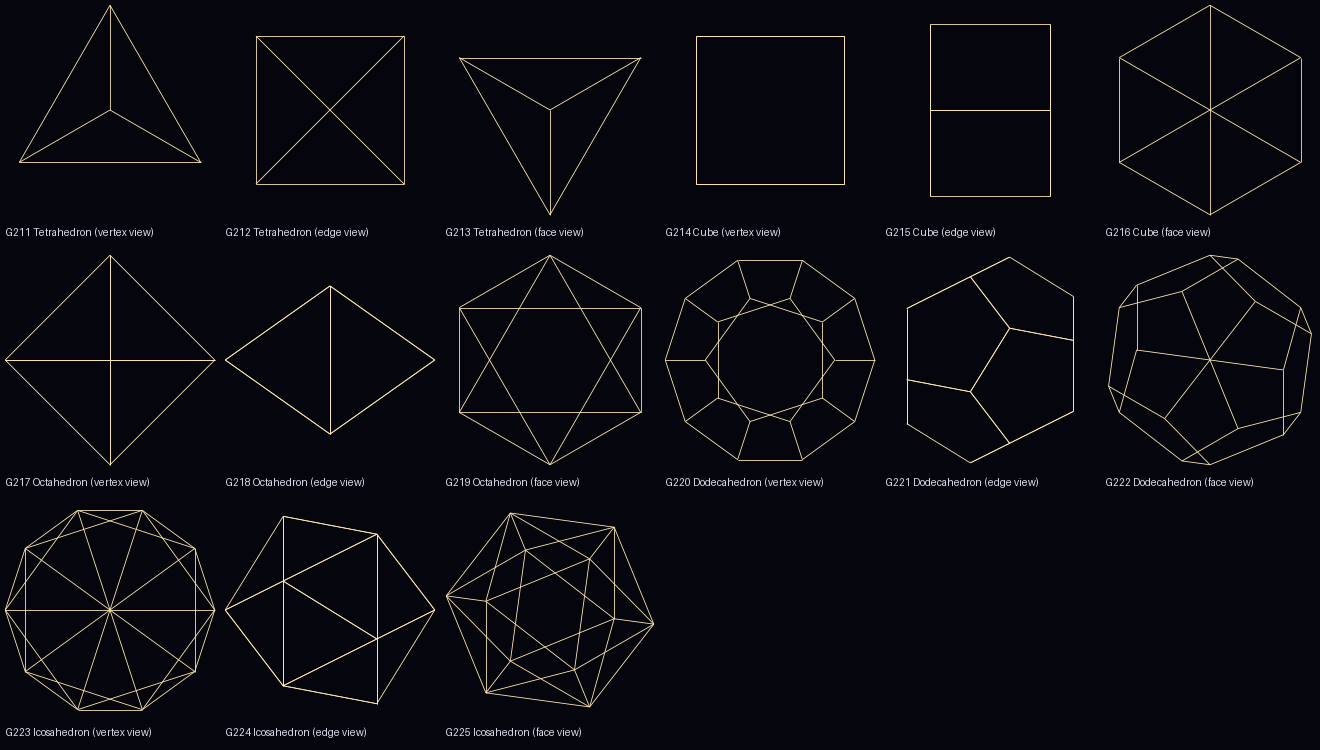 G211 Tetrahedron (vertex view)
G212 Tetrahedron (edge view)
G213 Tetrahedron (face view)
G214 Cube (vertex view)
G215 Cube (edge view)
G216 Cube (face view)
G217 Octahedron (vertex view)
G218 Octahedron (edge view)
G219 Octahedron (face view)
G220 Dodecahedron (vertex view)
G221 Dodecahedron (edge view)
G222 Dodecahedron (face view)
G223 Icosahedron (vertex view)
G224 Icosahedron (edge view)
G225 Icosahedron (face view)